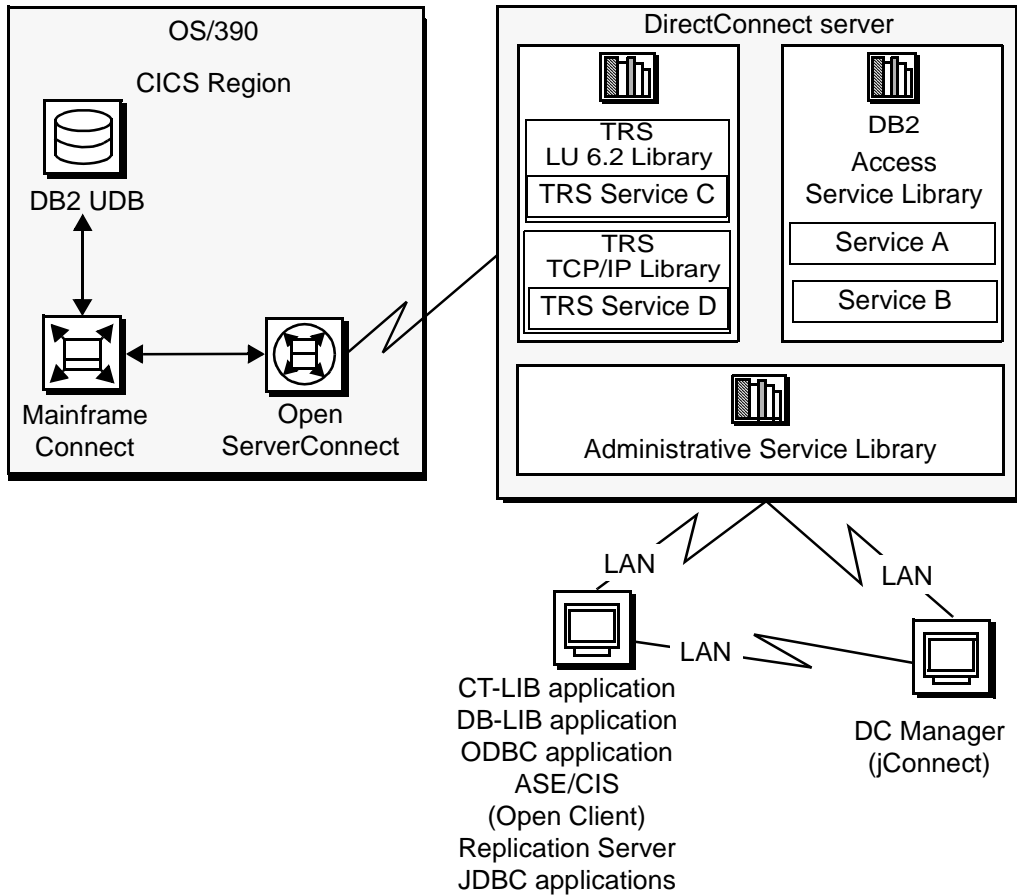 OS/390
CICS Region
DB2 UDB
Mainframe
Connect
Open
ServerConnect
DirectConnect server
TRS
LU 6.2 Library
TRS Service C
TRS
TCP/IP Library
TRS Service D
DB2
Access
Service Library
Service A
Service B
Administrative Service Library
LAN
LAN
LAN
CT-LIB application
DB-LIB application
ODBC application
ASE/CIS
(Open Client)
Replication Server
JDBC applications
DC Manager
(jConnect)